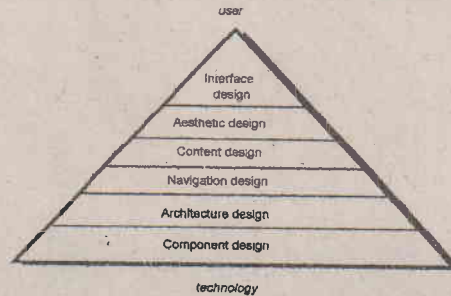 user
Interface
design
Aesthetic design
Content design
Navigation design
Architecture design
Component design
technology